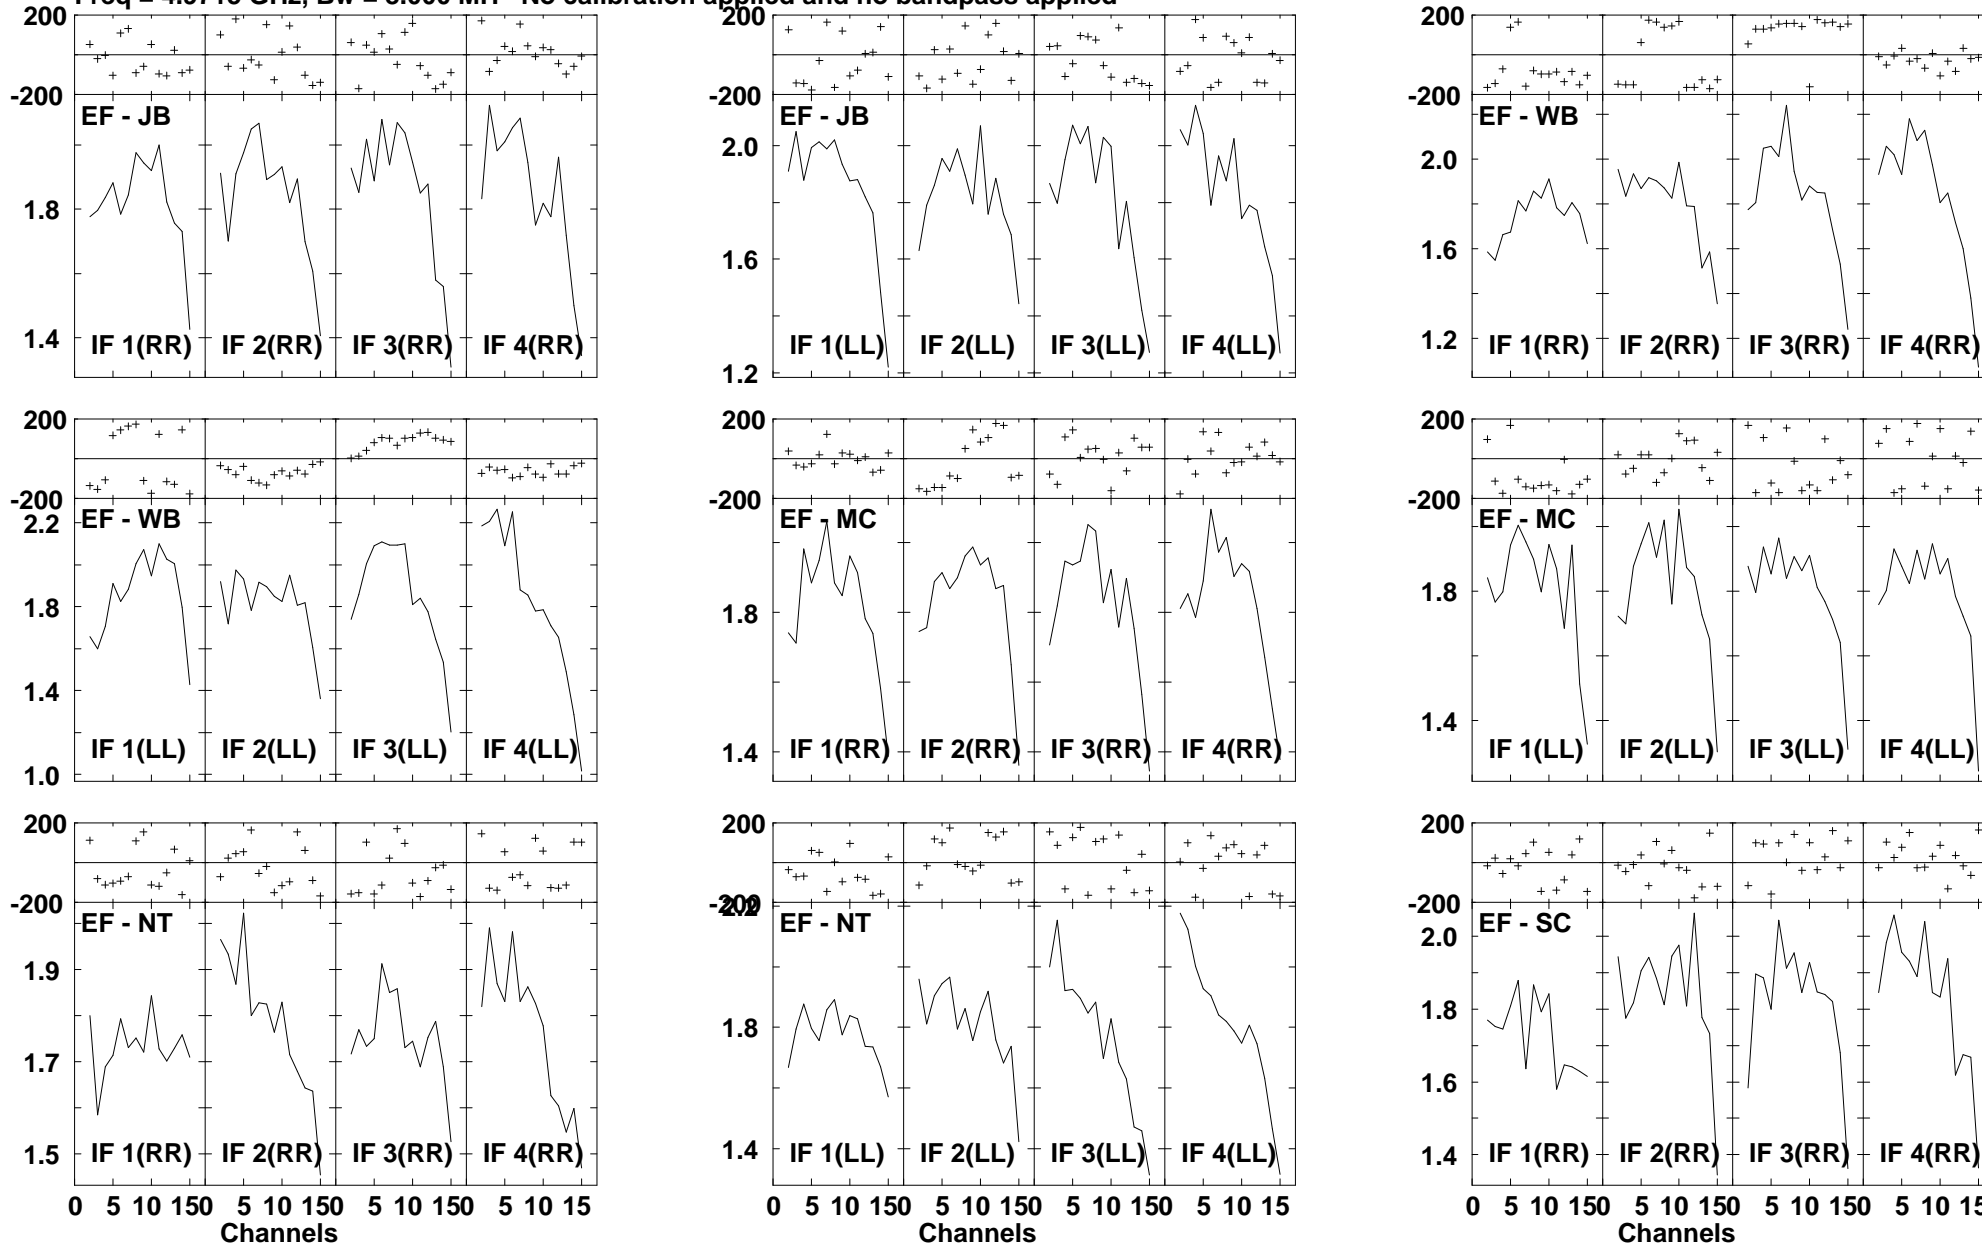 No calibration applied and no bandpass applied
200 200 200
-200 -200 -200
EF - JB EF - JB EF - WB
2.0 2.0
1.8 1.6 1.6
1.4 1.2 1.2
IF 1(RR) IF 2(RR) IF 3(RR) IF 4(RR) IF 1(LL) IF 2(LL) IF 3(LL) IF 4(LL) IF 1(RR) IF 2(RR) IF 3(RR) IF 4(RR)
200 200 200
-200 -200 -200
EF - WB EF - MC EF - MC
2.2
1.8 1.8 1.8
1.4 1.4 1.4
1.0
IF 1(LL) IF 2(LL) IF 3(LL) IF 4(LL) IF 1(RR) IF 2(RR) IF 3(RR) IF 4(RR) IF 1(LL) IF 2(LL) IF 3(LL) IF 4(LL)
200 200 200
-200 -200 2.2 -200
EF - NT EF - NT EF - SC
1.9 1.8 2.0
1.7 1.4 1.8
1.5 1.6
1.4
IF 1(RR) IF 2(RR) IF 3(RR) IF 4(RR) IF 1(LL) IF 2(LL) IF 3(LL) IF 4(LL) IF 1(RR) IF 2(RR) IF 3(RR) IF 4(RR)
0 5 10 150 5 10 150 5 10 150 5 10 15 0 5 10 150 5 10 150 5 10 150 5 10 15 0 5 10 150 5 10 150 5 10 150 5 10
Channels Channels Channels